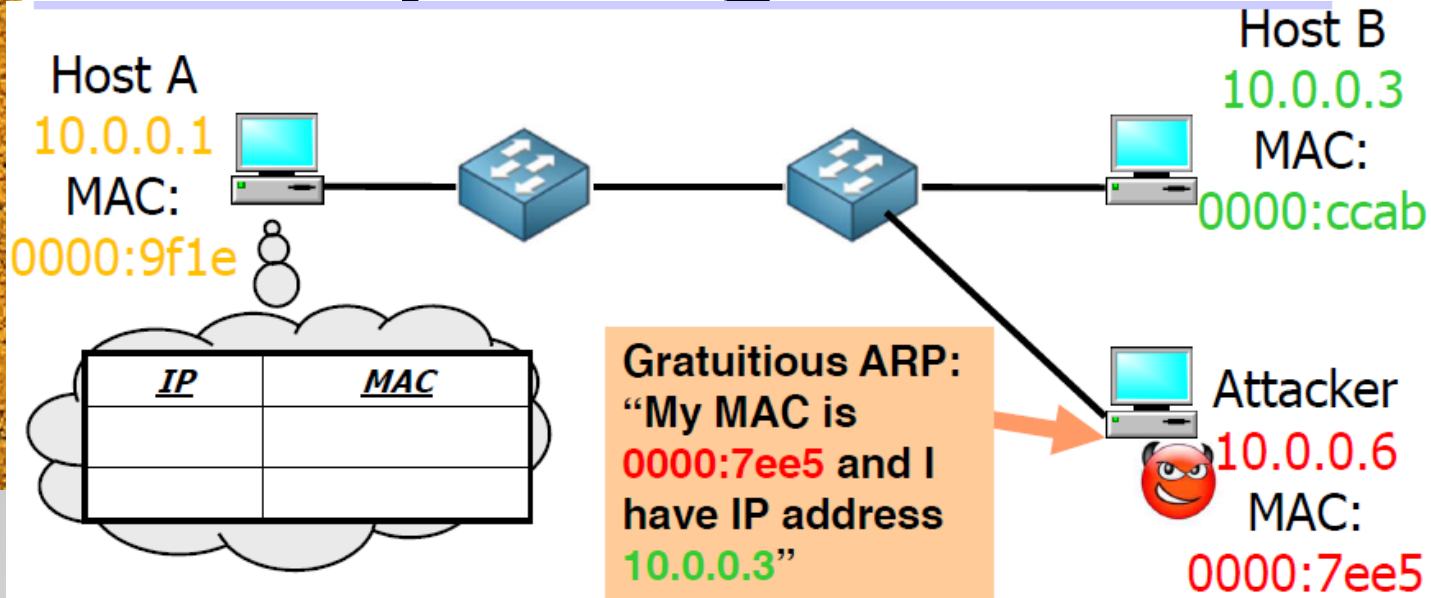 Host A
10.0.0.1
MAC:
0000:9f1e
IP MAC
Gratuitious ARP:
“My MAC is
0000:7ee5 and I
have IP address
10.0.0.3”
Host B
10.0.0.3
MAC:
0000:ccab
Attacker
10.0.0.6
MAC:
0000:7ee5